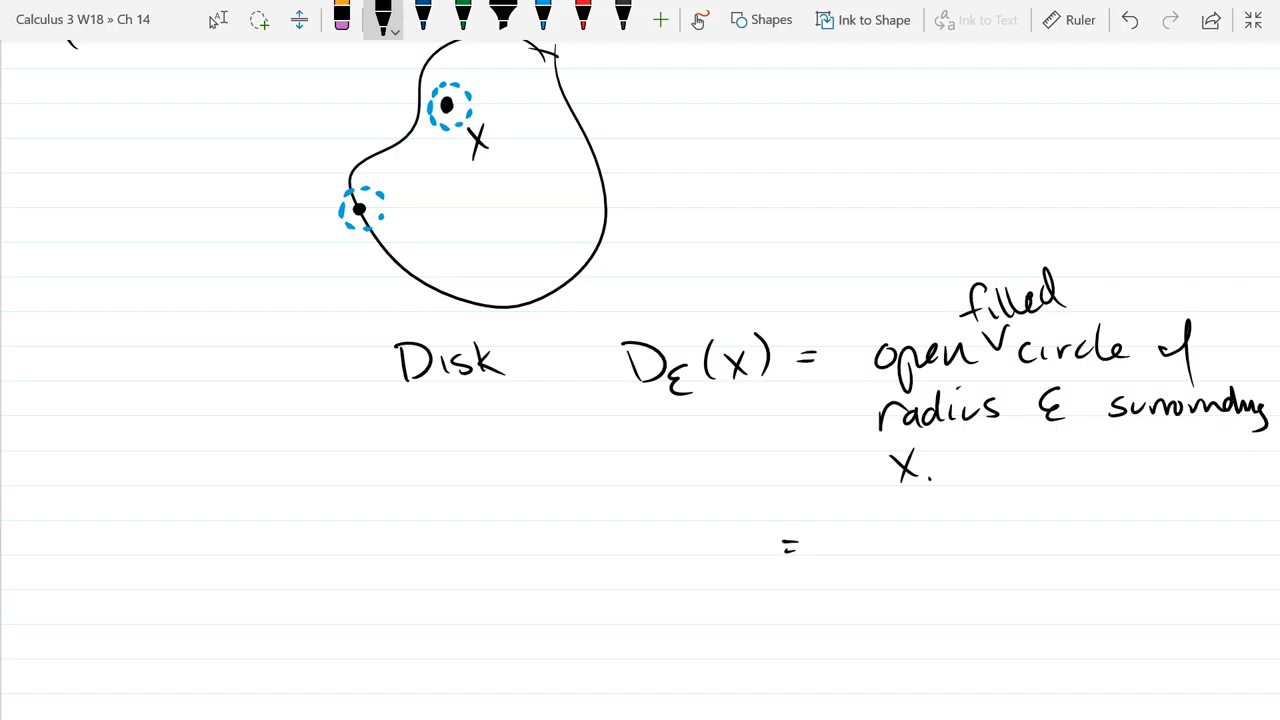 Calculus 3 W18 » Ch 14
Shapes
Ink to Shape
Ink to Text
Ruler
X
filled
Disk Dε(x) = open ∨ circle of
radius ε surrounding
x.
=